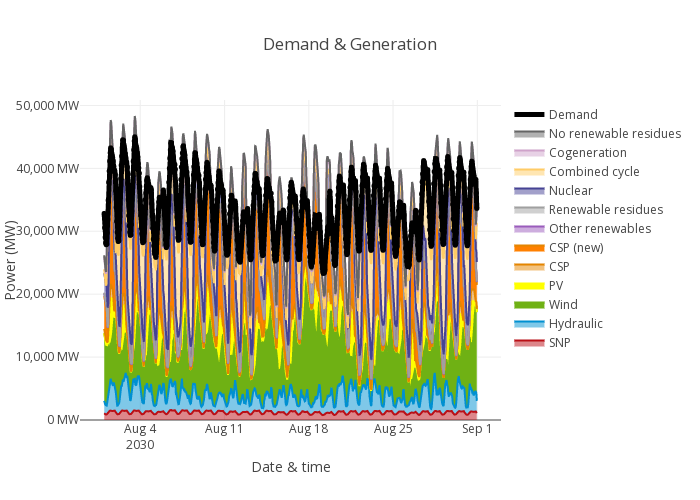 Demand & Generation
50,000 MW
40,000 MW
30,000 MW
20,000 MW
10,000 MW
0 MW
Power (MW)
Aug 4
2030
Aug 11
Aug 18
Aug 25
Sep 1
Date & time
Demand
No renewable residues
Cogeneration
Combined cycle
Nuclear
Renewable residues
Other renewables
CSP (new)
CSP
PV
Wind
Hydraulic
SNP